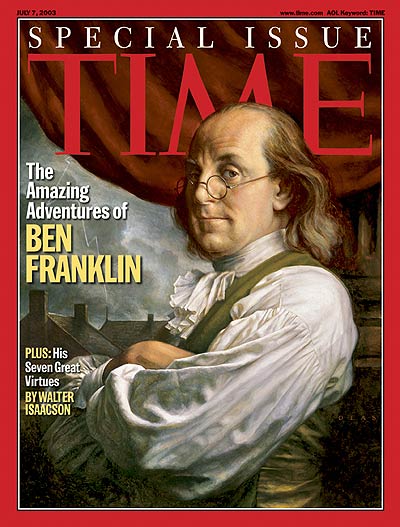 JULY 7, 2003 www.time.com AOL Keyword: TIME
SPECIAL ISSUE
TIME
The
Amazing
Adventures of
BEN
FRANKLIN
PLUS: His
Seven Great
Virtues
BY WALTER
ISAACSON
DEAS